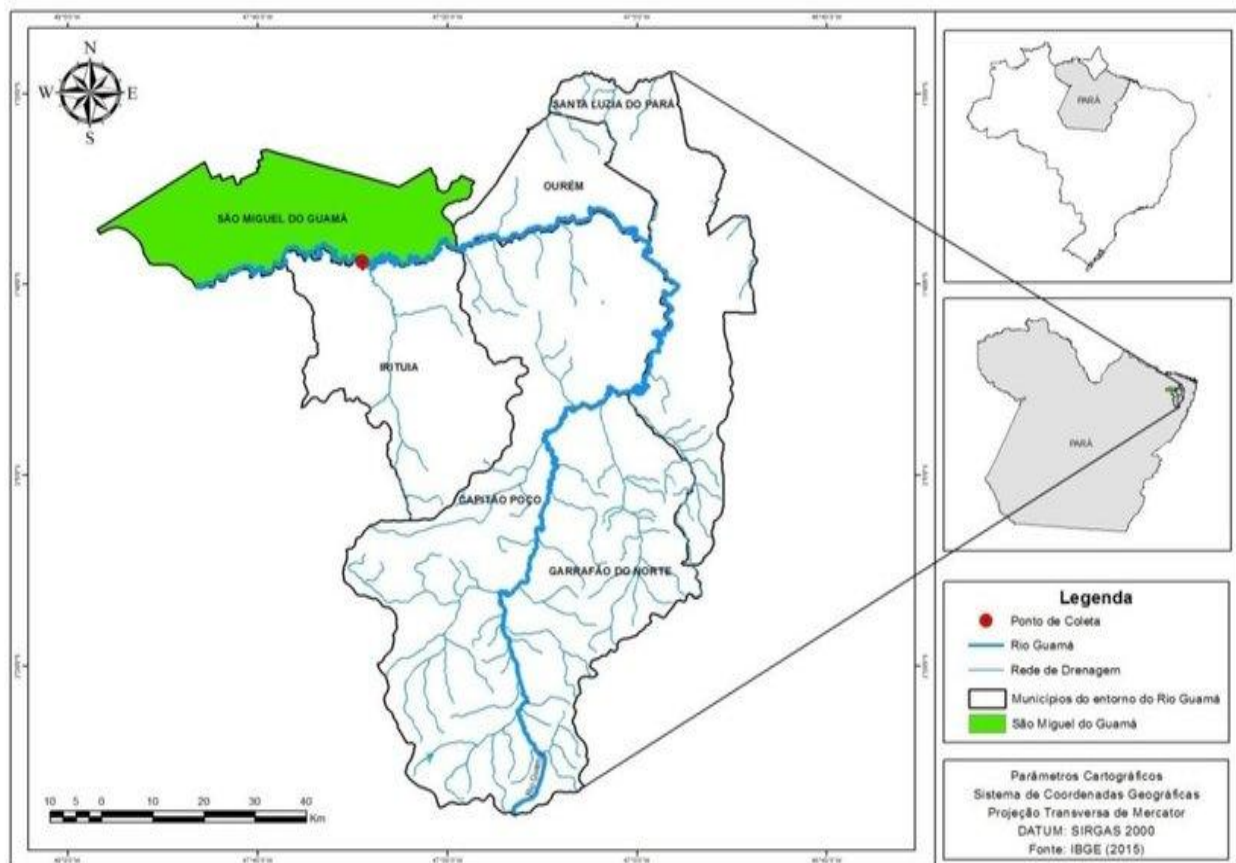 N
W E
S
SANTA LUZIA DO PARÁ
OURÉM
SÃO MIGUEL DO GUAMÁ
IRITUIA
CAPITÃO POÇO
GARRAFÃO DO NORTE
10 5 0 10 20 30 40
Km
PARÁ
PARÁ
Legenda
Ponto de Coleta
Rio Guamá
Rede de Drenagem
Municípios do entorno do Rio Guamá
São Miguel do Guamá
Parâmetros Cartográficos
Sistema de Coordenadas Geográficas
Projeção Transversa de Mercator
DATUM: SIRGAS 2000
Fonte: IBGE (2015)